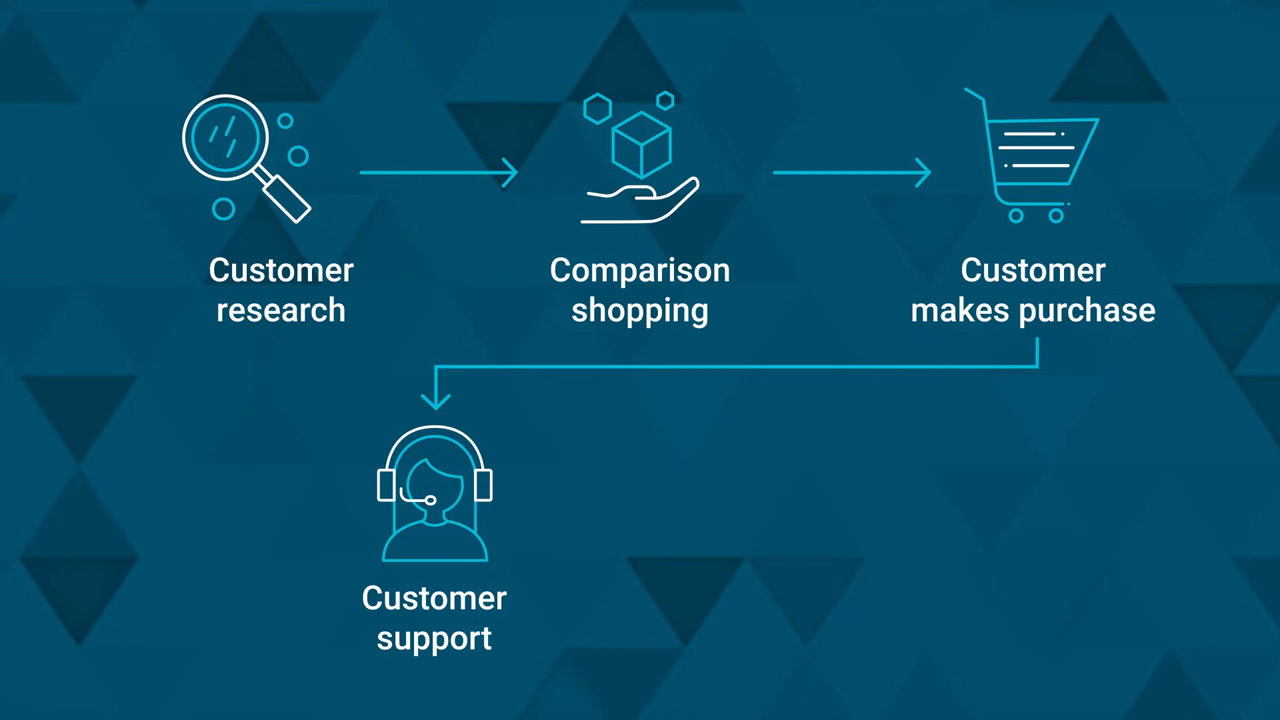 Customer
research
Comparison
shopping
Customer
makes purchase
Customer
support